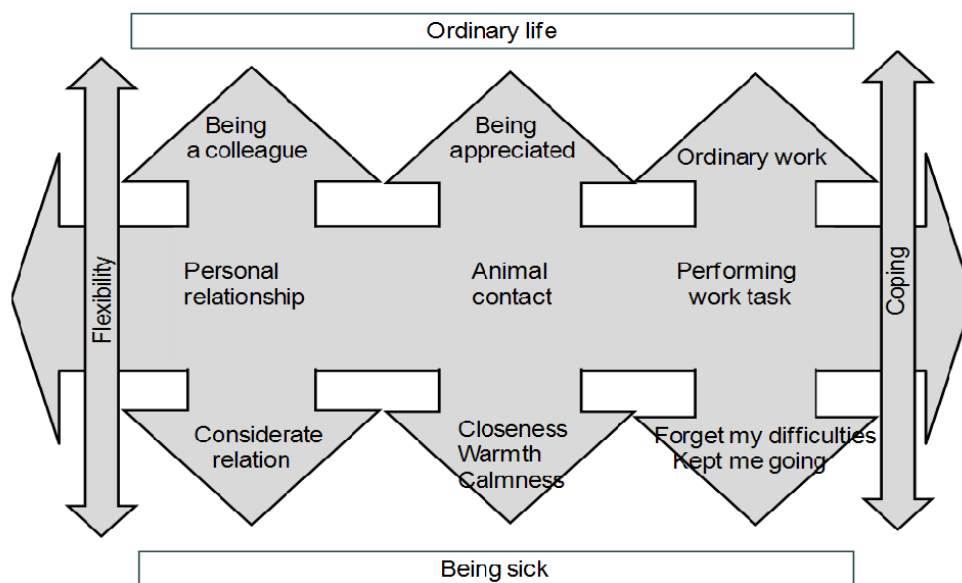 Ordinary life
Being
a colleague
Being
appreciated
Ordinary work
Flexibility
Personal
relationship
Animal
contact
Performing
work task
Coping
Considerate
relation
Closeness
Warmth
Calmness
Forget my difficulties
Kept me going
Being sick